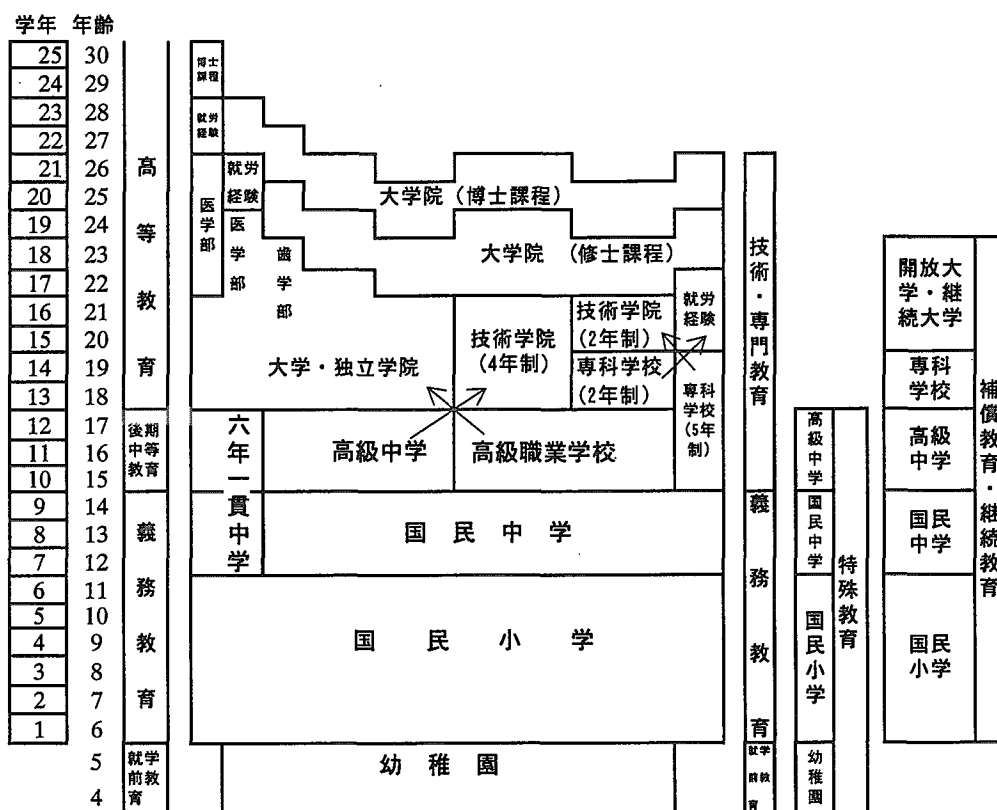 学年 年齢
25 30
24 29
23 28
22 27
21 26
20 25
19 24
18 23
17 22
16 21
15 20
14 19
13 18
12 17
11 16
10 15
9 14
8 13
7 12
6 11
5 10
4 9
3 8
2 7
1 6
5
4
高等教育
後期
中等
教育
義務教育
就学
前教
育
博士
課程
就労
経験
医学部
就労
経験
医学部
歯学部
大学院（博士課程）
大学院 （修士課程）
大学・独立学院
技術学院
(4年制)
技術学院
(2年制)
専科学校
(2年制)
就労
経験
専科
学校
(5年
制)
六年一貫中学
高級中学
高級職業学校
国民中学
国民小学
幼稚園
技術・専門教育
義務教育
就学
前教
育
高級中学
国民中学
国民小学
幼稚園
特殊教育
開放大
学・継
続大学
専科
学校
高級
中学
国民
中学
国民
小学
補償教育・継続教育